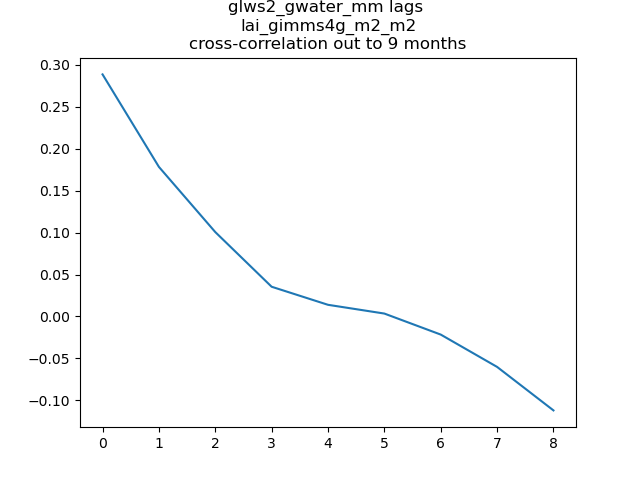 glws2_gwater_mm lags
lai_gimms4g_m2_m2
cross-correlation out to 9 months
0.30
0.25
0.20
0.15
0.10
0.05
0.00
−0.05
−0.10
0 1 2 3 4 5 6 7 8